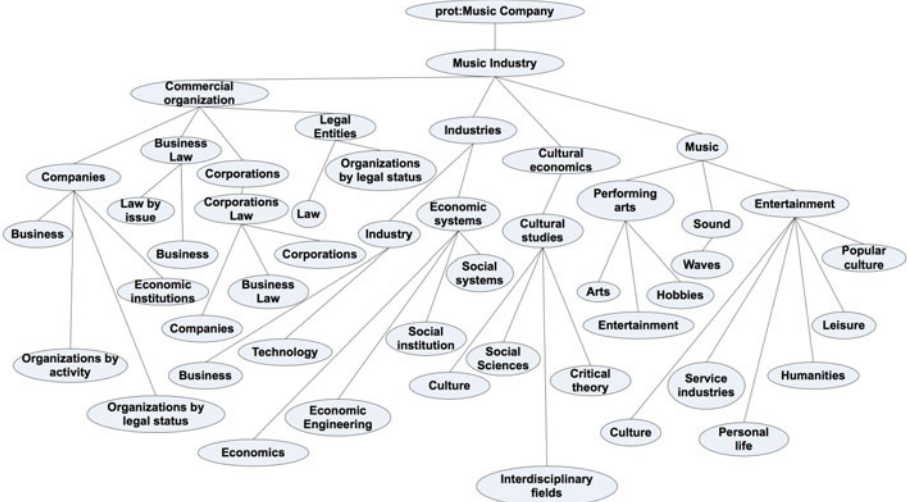 prot:Music Company
Music Industry
Commercial
organization
Legal
Entities
Industries
Business
Law
Cultural
economics
Music
Companies
Corporations
Organizations
by legal status
Performing
arts
Law by
issue
Corporations
Law
Law
Economic
systems
Entertainment
Business
Industry
Cultural
studies
Sound
Business
Corporations
Popular
culture
Economic
institutions
Business
Law
Social
systems
Waves
Arts
Hobbies
Companies
Entertainment
Leisure
Social
institution
Technology
Organizations by
activity
Business
Social
Sciences
Culture
Critical
theory
Service
industries
Humanities
Organizations by
legal status
Economic
Engineering
Culture
Personal
life
Economics
Interdisciplinary
fields